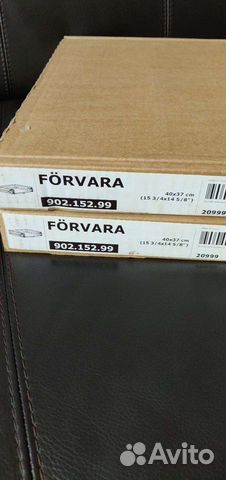 FÖRVARA
40x37 cm
(15 3/4x14 5/8")
902.152.99
20999
FÖRVARA
40x37 cm
(15 3/4x14 5/8")
902.152.99
20999
Avito